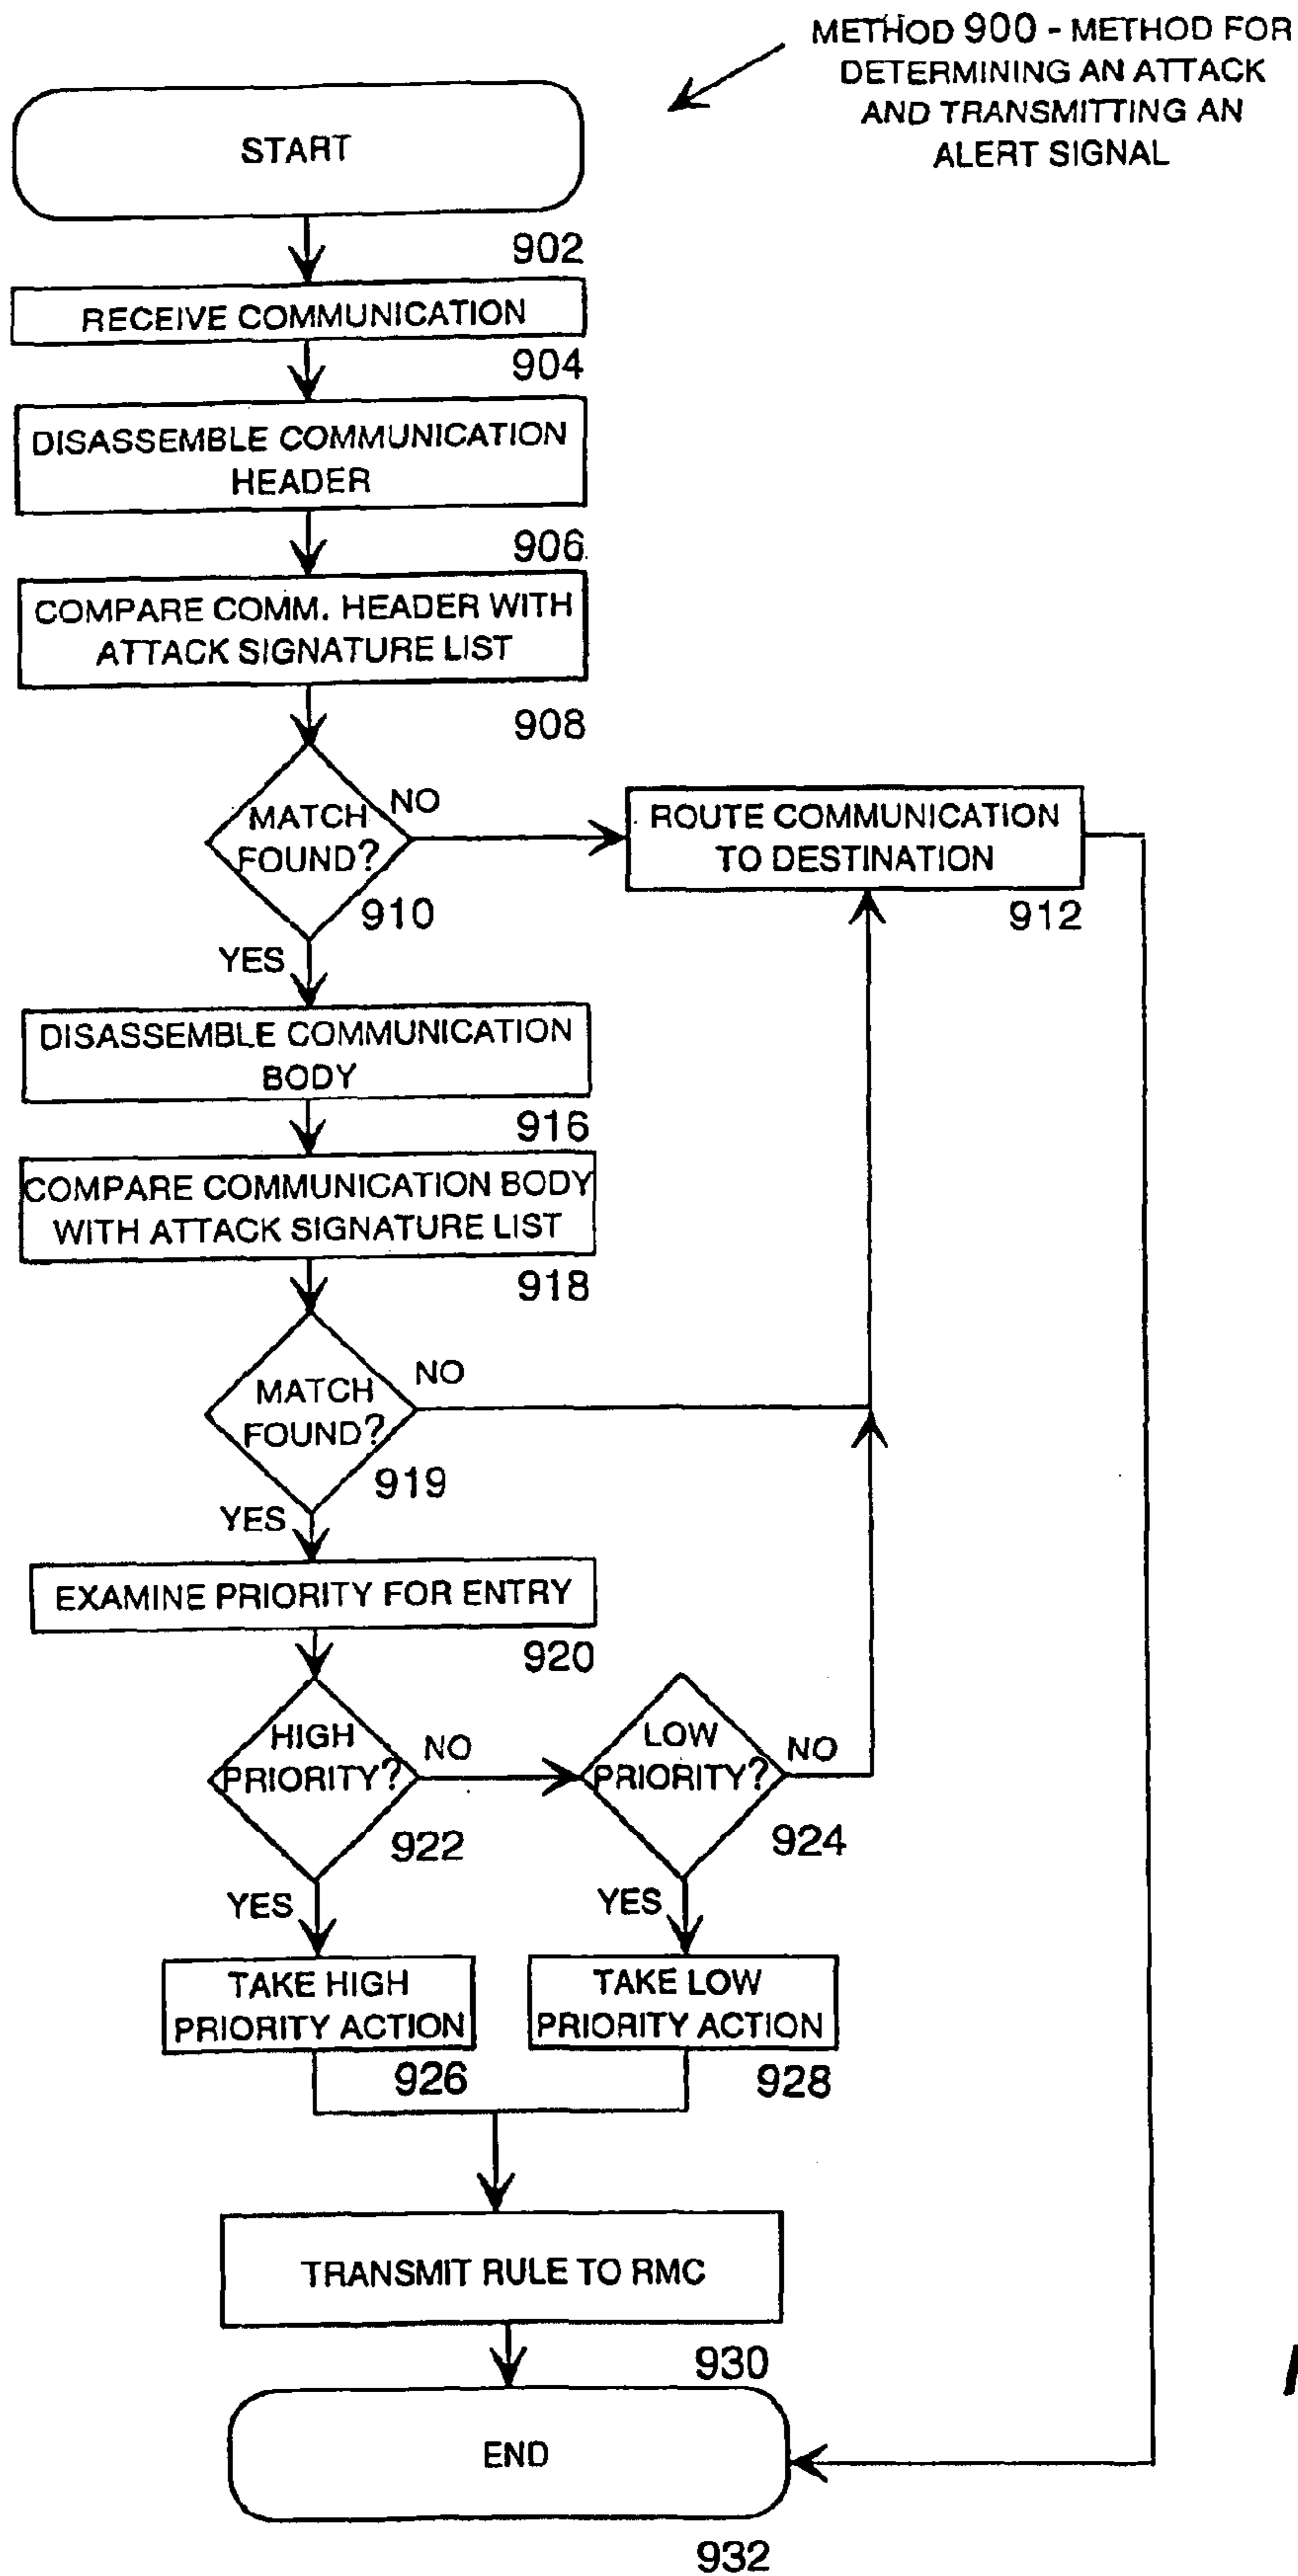 METHOD 900 - METHOD FOR
DETERMINING AN ATTACK
AND TRANSMITTING AN
ALERT SIGNAL
START
902
RECEIVE COMMUNICATION
904
DISASSEMBLE COMMUNICATION
HEADER
906
COMPARE COMM. HEADER WITH
ATTACK SIGNATURE LIST
908
MATCH
FOUND?
NO
910
YES
ROUTE COMMUNICATION
TO DESTINATION
912
DISASSEMBLE COMMUNICATION
BODY
916
COMPARE COMMUNICATION BODY
WITH ATTACK SIGNATURE LIST
918
MATCH
FOUND?
NO
919
YES
EXAMINE PRIORITY FOR ENTRY
920
HIGH
PRIORITY?
NO
922
YES
LOW
PRIORITY?
NO
924
YES
TAKE HIGH
PRIORITY ACTION
926
TAKE LOW
PRIORITY ACTION
928
TRANSMIT RULE TO RMC
930
END
932